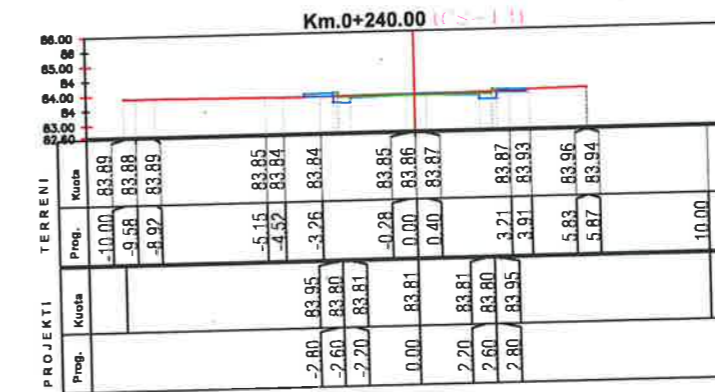 Km.0+240.00 (CS-13)
86.00
86
85.00
84
84.00
84
83.00
82.60
TERRENI
Kuota
83.89 83.88 83.89 83.85 83.84 83.84 83.85 83.86 83.87 83.87 83.93 83.96 83.94
Prog.
-10.00 -9.58 -8.92 -5.15 -4.52 -3.26 -0.28 0.00 0.40 3.21 3.91 5.83 5.87 10.00
PROJEKTI
Kuota
83.95 83.80 83.81 83.81 83.81 83.80 83.95
Prog.
-2.80 -2.60 -2.20 0.00 2.20 2.60 2.80